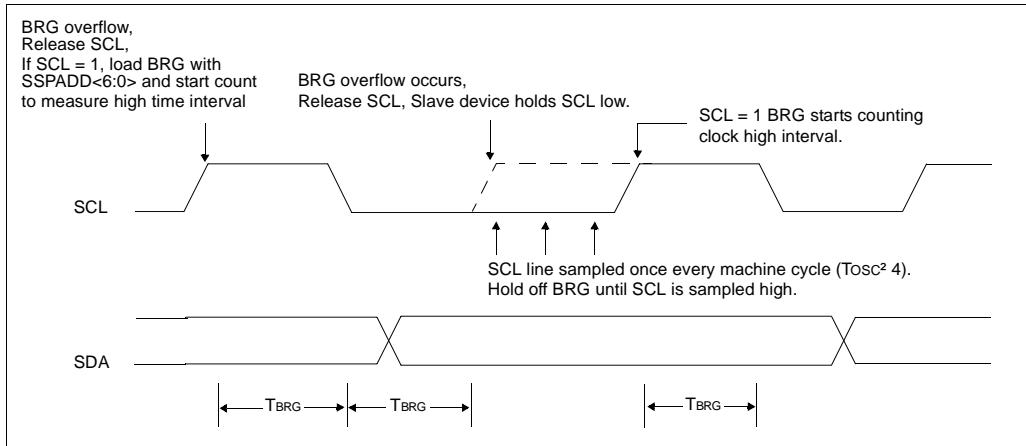 BRG overflow,
Release SCL,
If SCL = 1, load BRG with
SSPADD<6:0> and start count
to measure high time interval
BRG overflow occurs,
Release SCL, Slave device holds SCL low.
SCL = 1 BRG starts counting
clock high interval.
SCL
SCL line sampled once every machine cycle (TOSC² 4).
Hold off BRG until SCL is sampled high.
SDA
TBRG
TBRG
TBRG